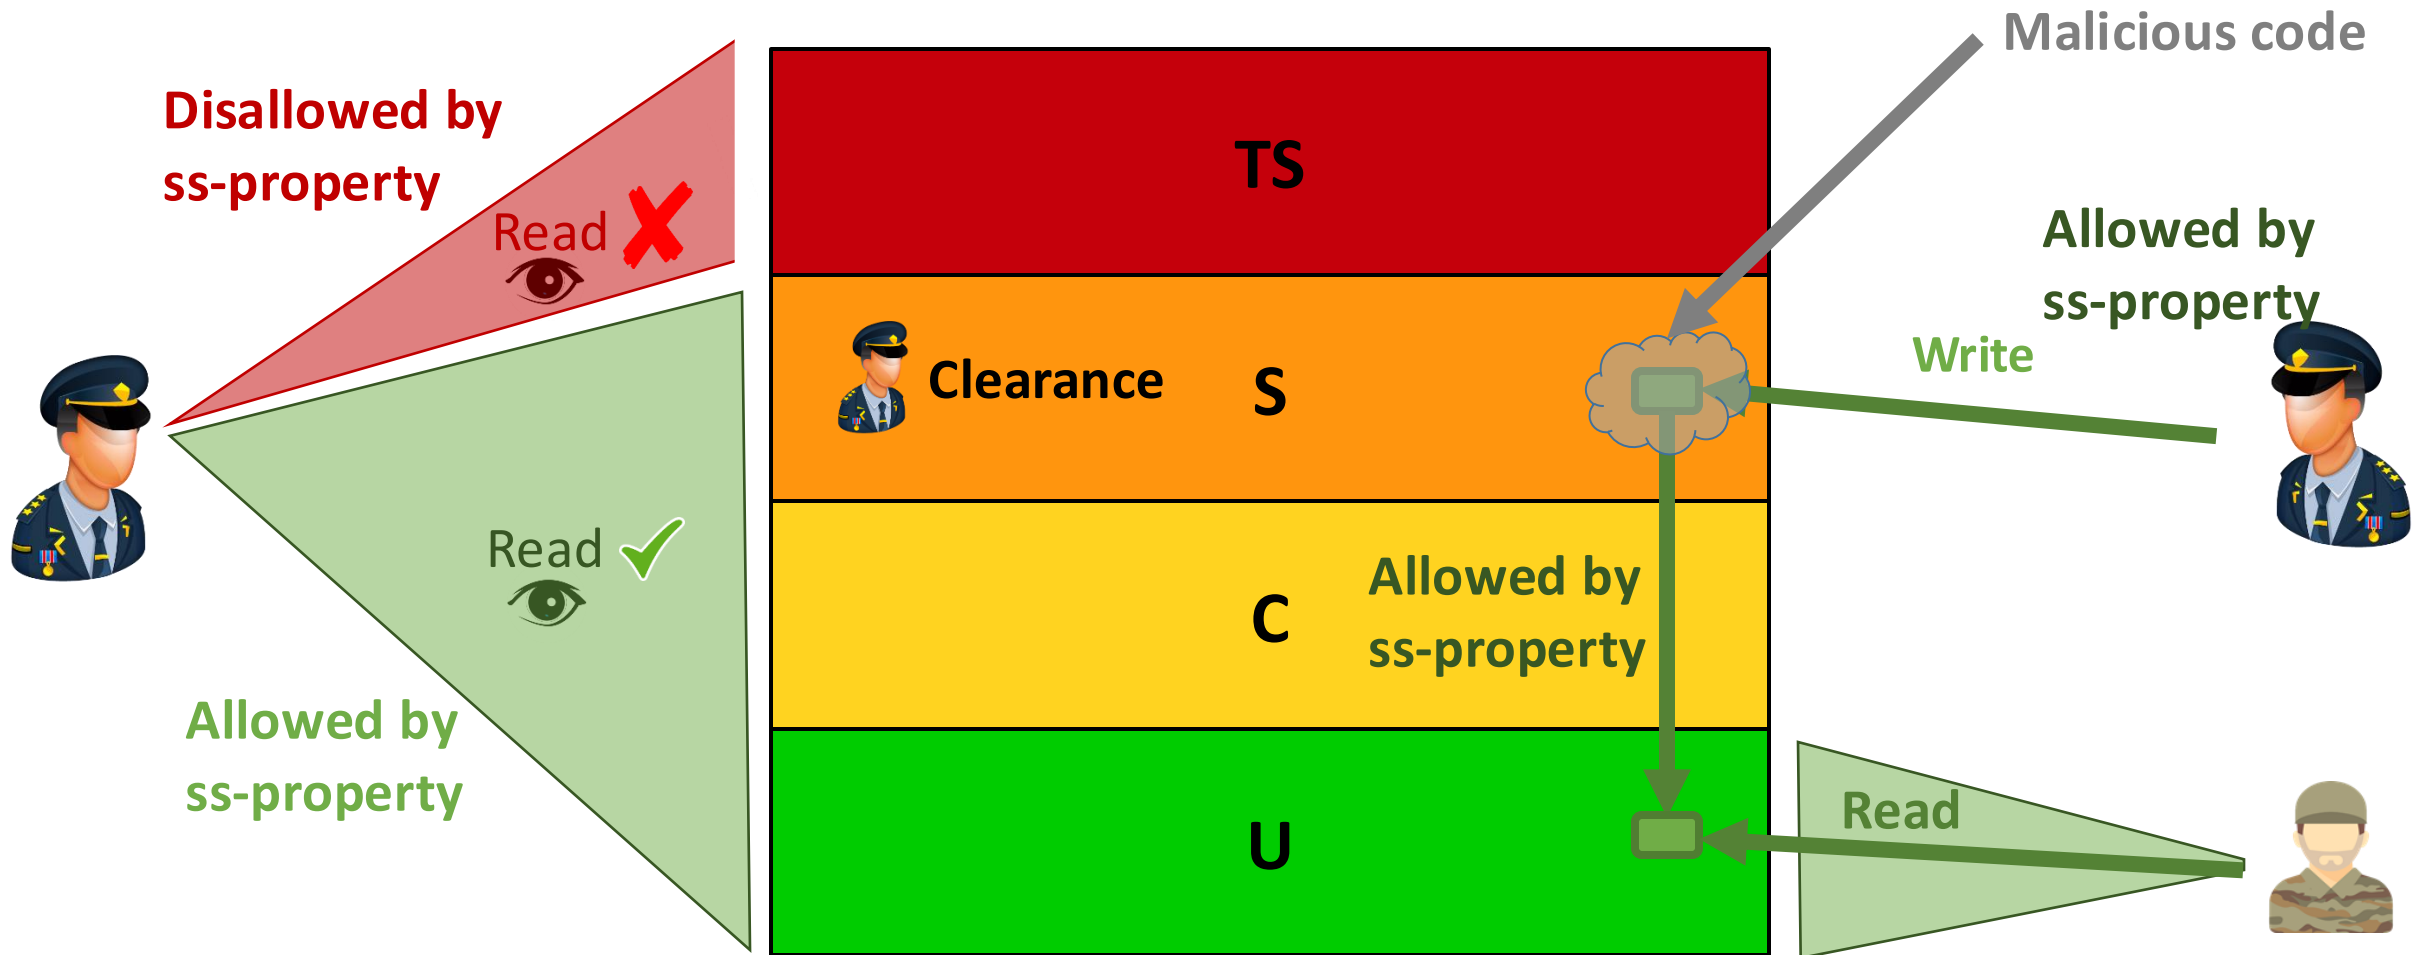 Malicious code
Disallowed by
ss-property
Read
TS
Allowed by
ss-property
Write
Clearance
S
Read
Allowed by
ss-property
C
Allowed by
ss-property
Read
U